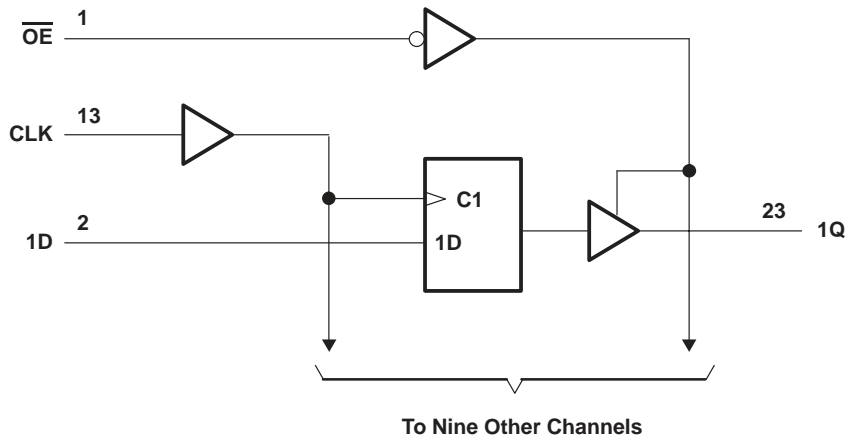 1
OE
13
CLK
C1
2
1D
1D
23
1Q
To Nine Other Channels